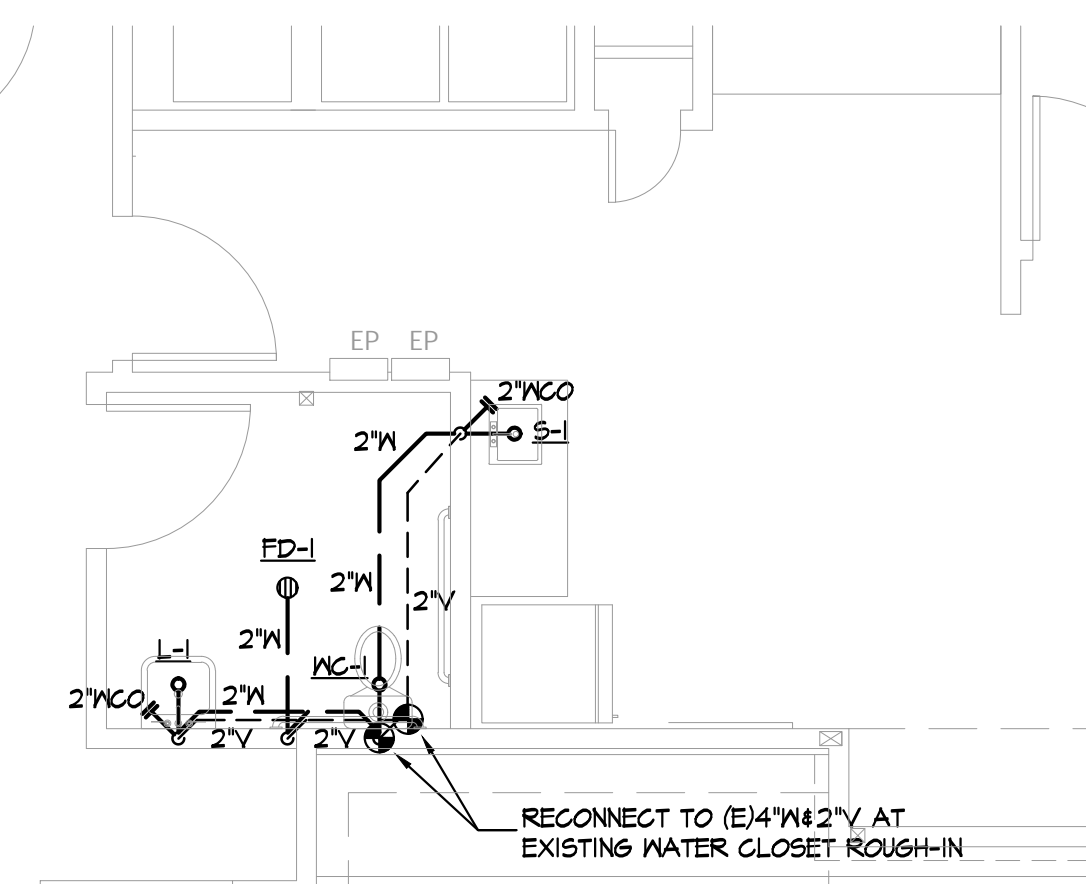 EP EP
2"WCO
2"W
S-1
FD-1
2"W
2"V
2"W
L-1
WC-1
2"WCO
2"W
2"V
2"V
RECONNECT TO (E)4"W&2"V AT
EXISTING WATER CLOSET ROUGH-IN